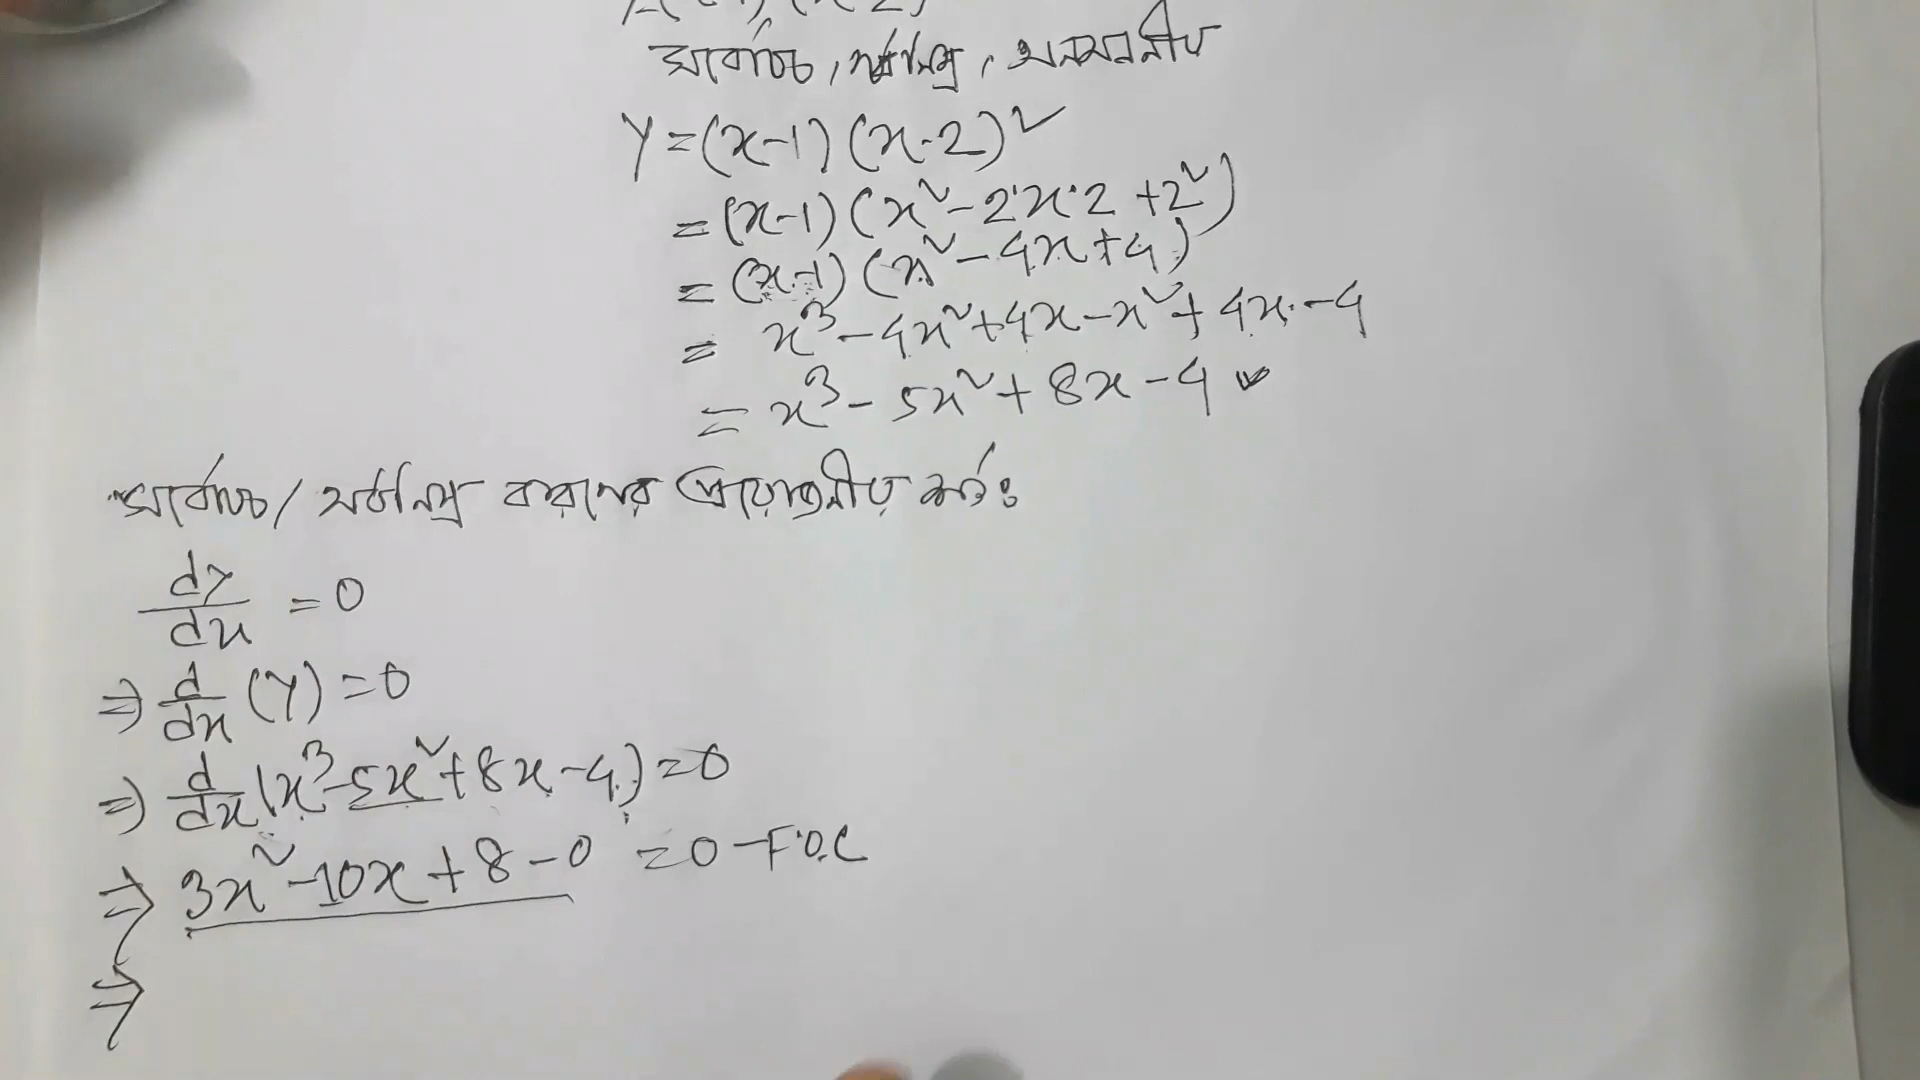 সর্বোচ্চ, সর্বনিম্ন,
Y = (x-1) (x-2)²
= (x-1) (x² - 2·x·2 + 2²)
= (x-1) (x² - 4x + 4)
= x³ - 4x² + 4x - x² + 4x - 4
= x³ - 5x² + 8x - 4
সর্বোচ্চ / সর্বনিম্ন করণের প্রয়োজনীয় শর্তঃ
dy/dx = 0
⇒ d/dx (Y) = 0
⇒ d/dx (x³ - 5x² + 8x - 4) = 0
⇒ 3x² - 10x + 8 - 0 = 0 - F.O.C
⇒